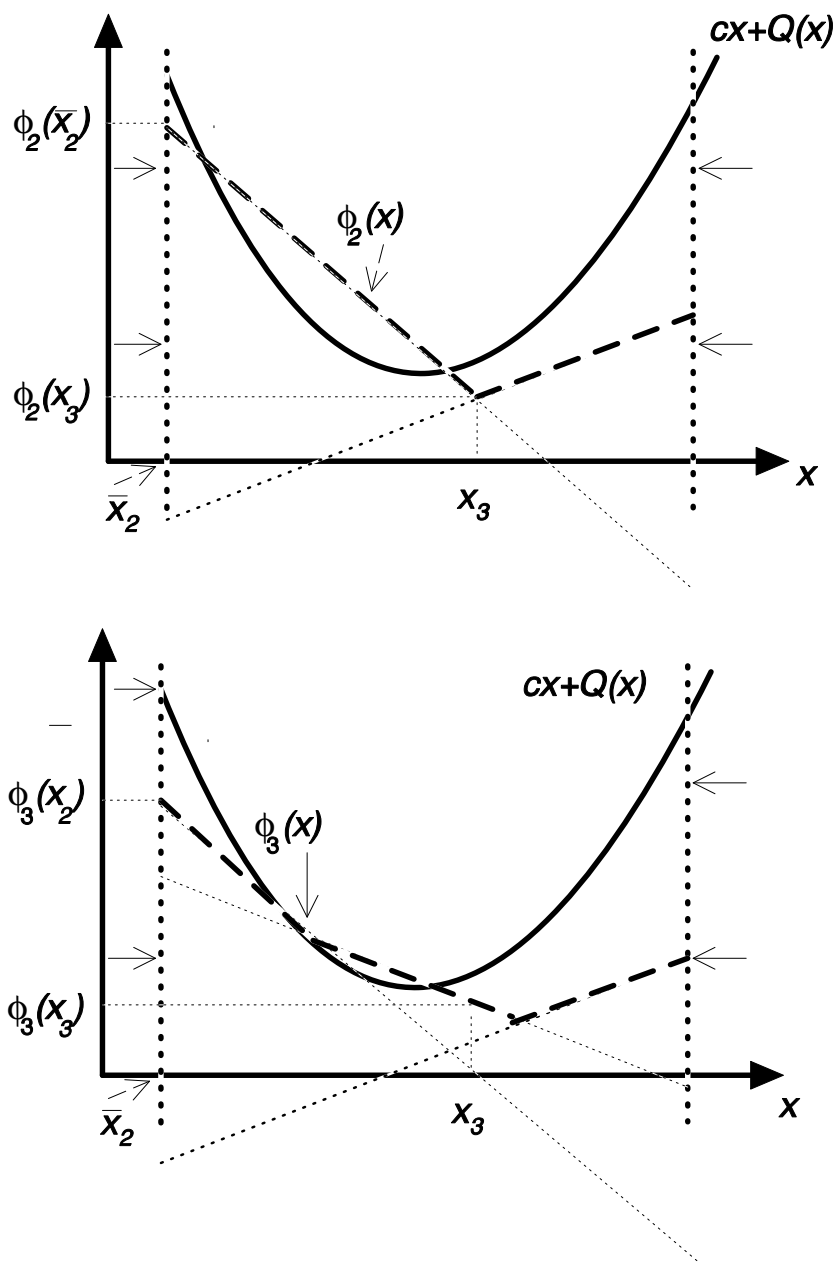 cx+Q(x)
ϕ₂(x̅₂)
ϕ₂(x)
ϕ₂(x₃)
x
x̅₂
x₃
cx+Q(x)
ϕ₃(x₂)
ϕ₃(x)
ϕ₃(x₃)
x̅₂
x₃
x